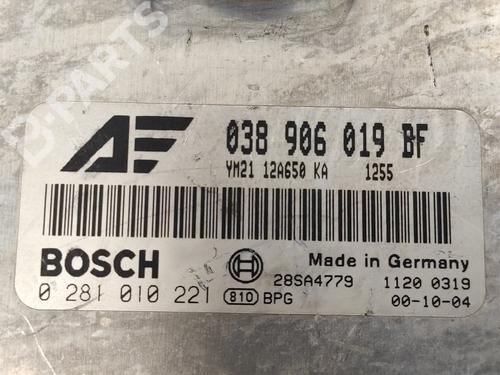 B-PARTS
AF
038 906 019 BF
YM21 12A650 KA 1255
BOSCH
Made in Germany
28SA4779 1120 0319
0 281 010 221 810 BPG 00-10-04